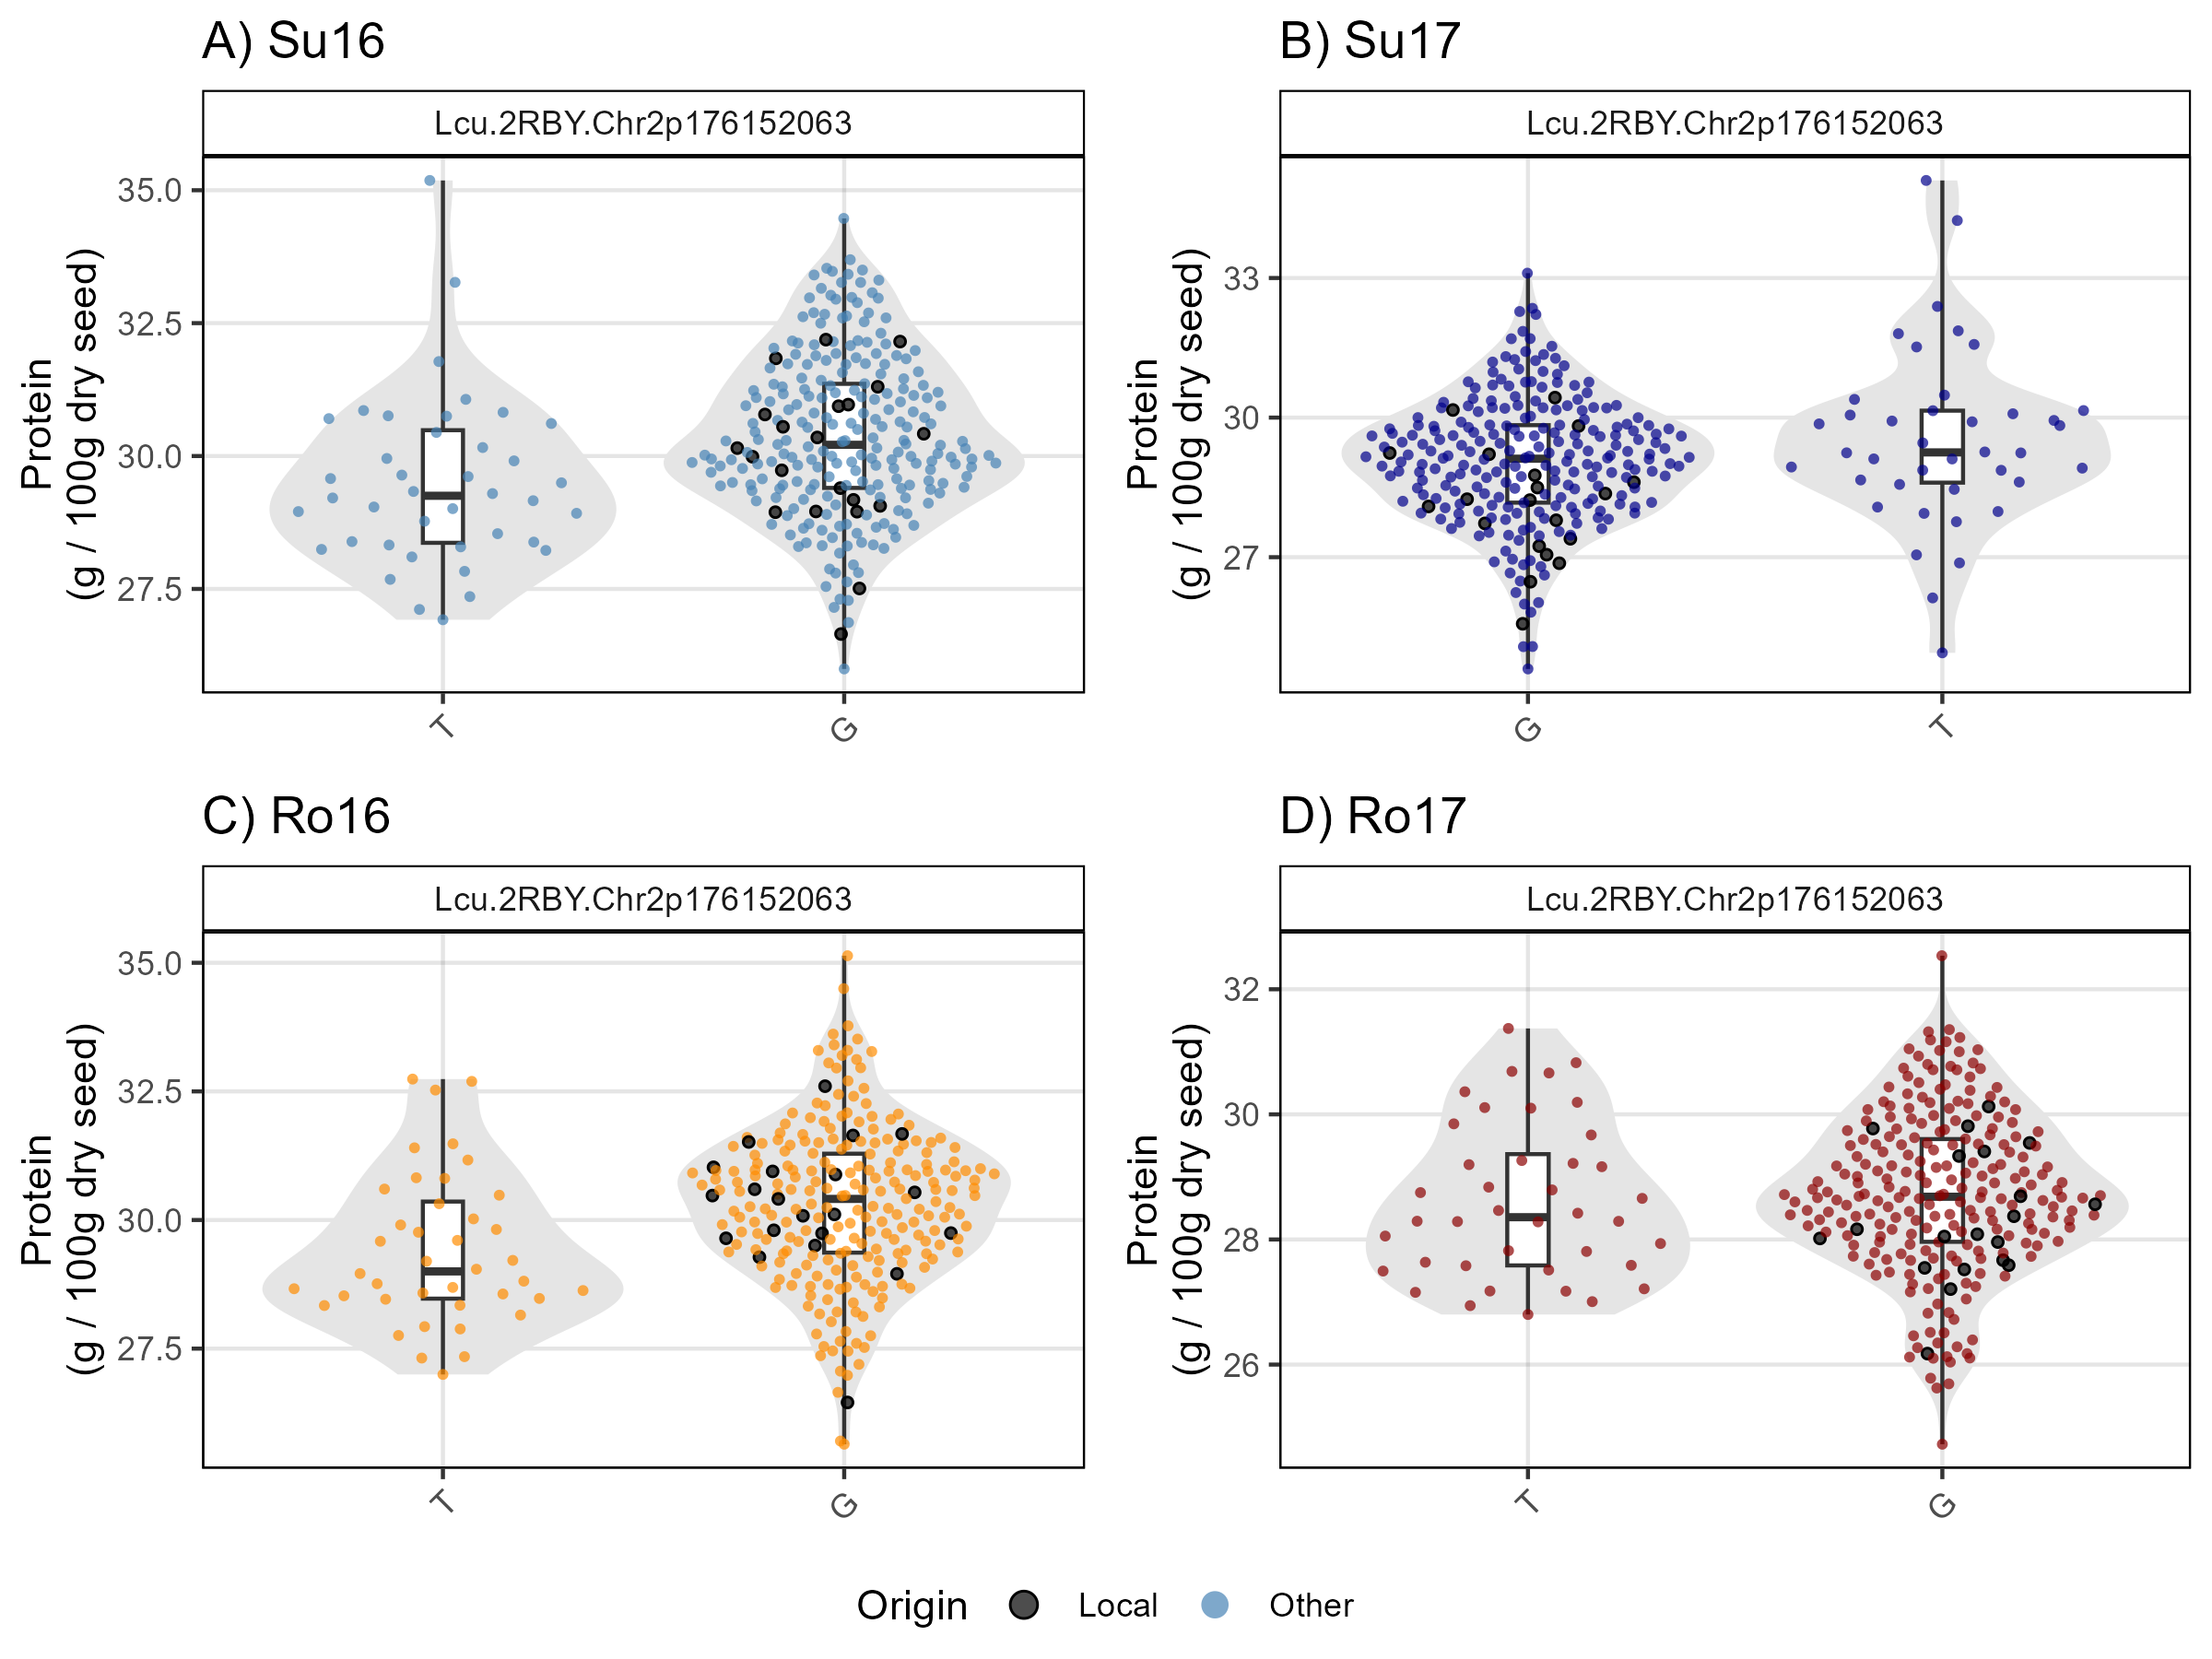 A) Su16
Lcu.2RBY.Chr2p176152063
Protein
(g / 100g dry seed)
35.0
32.5
30.0
27.5
T
G
B) Su17
Lcu.2RBY.Chr2p176152063
Protein
(g / 100g dry seed)
33
30
27
G
T
C) Ro16
Lcu.2RBY.Chr2p176152063
Protein
(g / 100g dry seed)
35.0
32.5
30.0
27.5
T
G
D) Ro17
Lcu.2RBY.Chr2p176152063
Protein
(g / 100g dry seed)
32
30
28
26
T
G
Origin Local Other